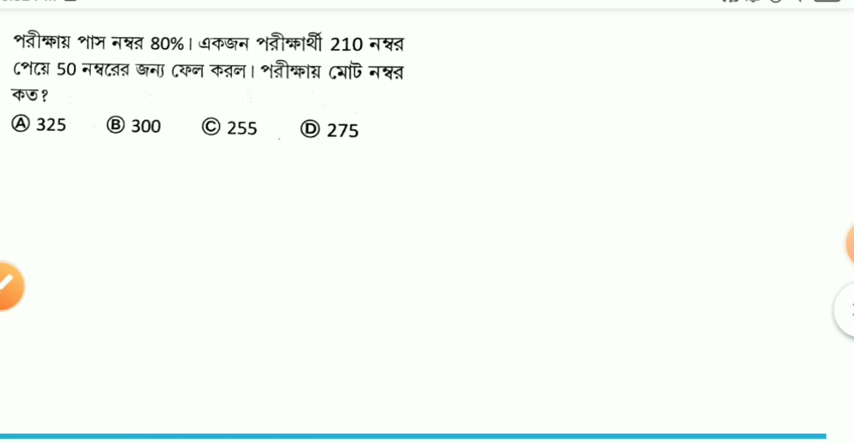 পরীক্ষায় পাস নম্বর 80%। একজন পরীক্ষার্থী 210 নম্বর
পেয়ে 50 নম্বরের জন্য ফেল করল। পরীক্ষায় মোট নম্বর
কত?
Ⓐ 325 Ⓑ 300 Ⓒ 255 Ⓓ 275